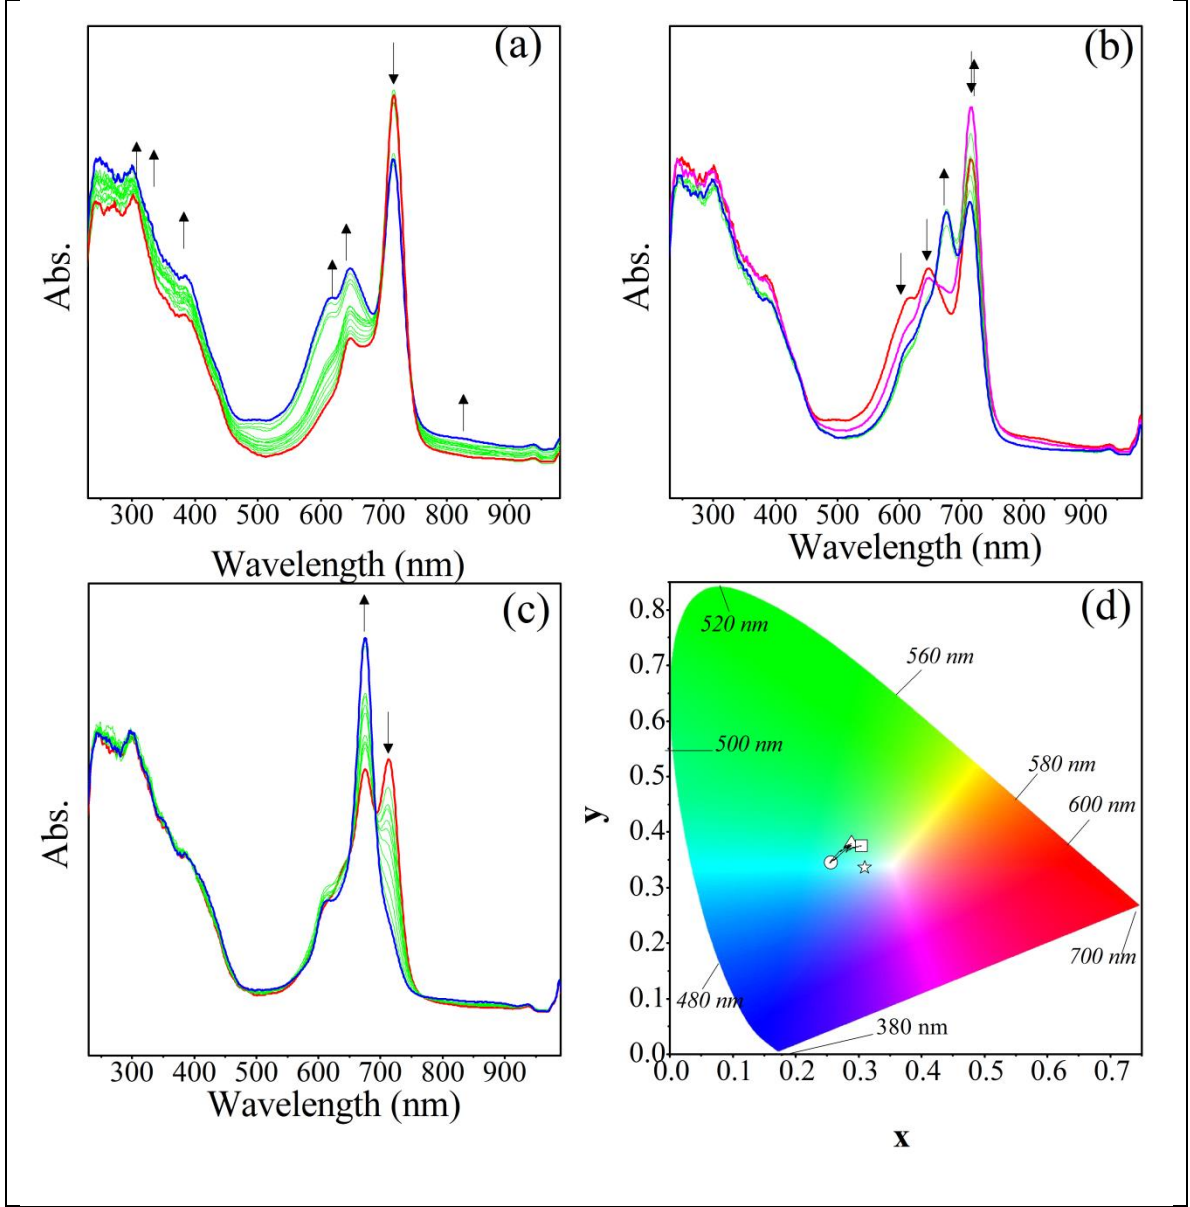 (a)
Abs.
300 400 500 600 700 800 900
Wavelength (nm)
(b)
Abs.
300 400 500 600 700 800 900
Wavelength (nm)
(c)
Abs.
300 400 500 600 700 800 900
Wavelength (nm)
(d)
0.8
0.7
0.6
0.5
0.4
0.3
0.2
0.1
0.0
y
520 nm
560 nm
500 nm
580 nm
600 nm
700 nm
480 nm
380 nm
0.0 0.1 0.2 0.3 0.4 0.5 0.6 0.7
x